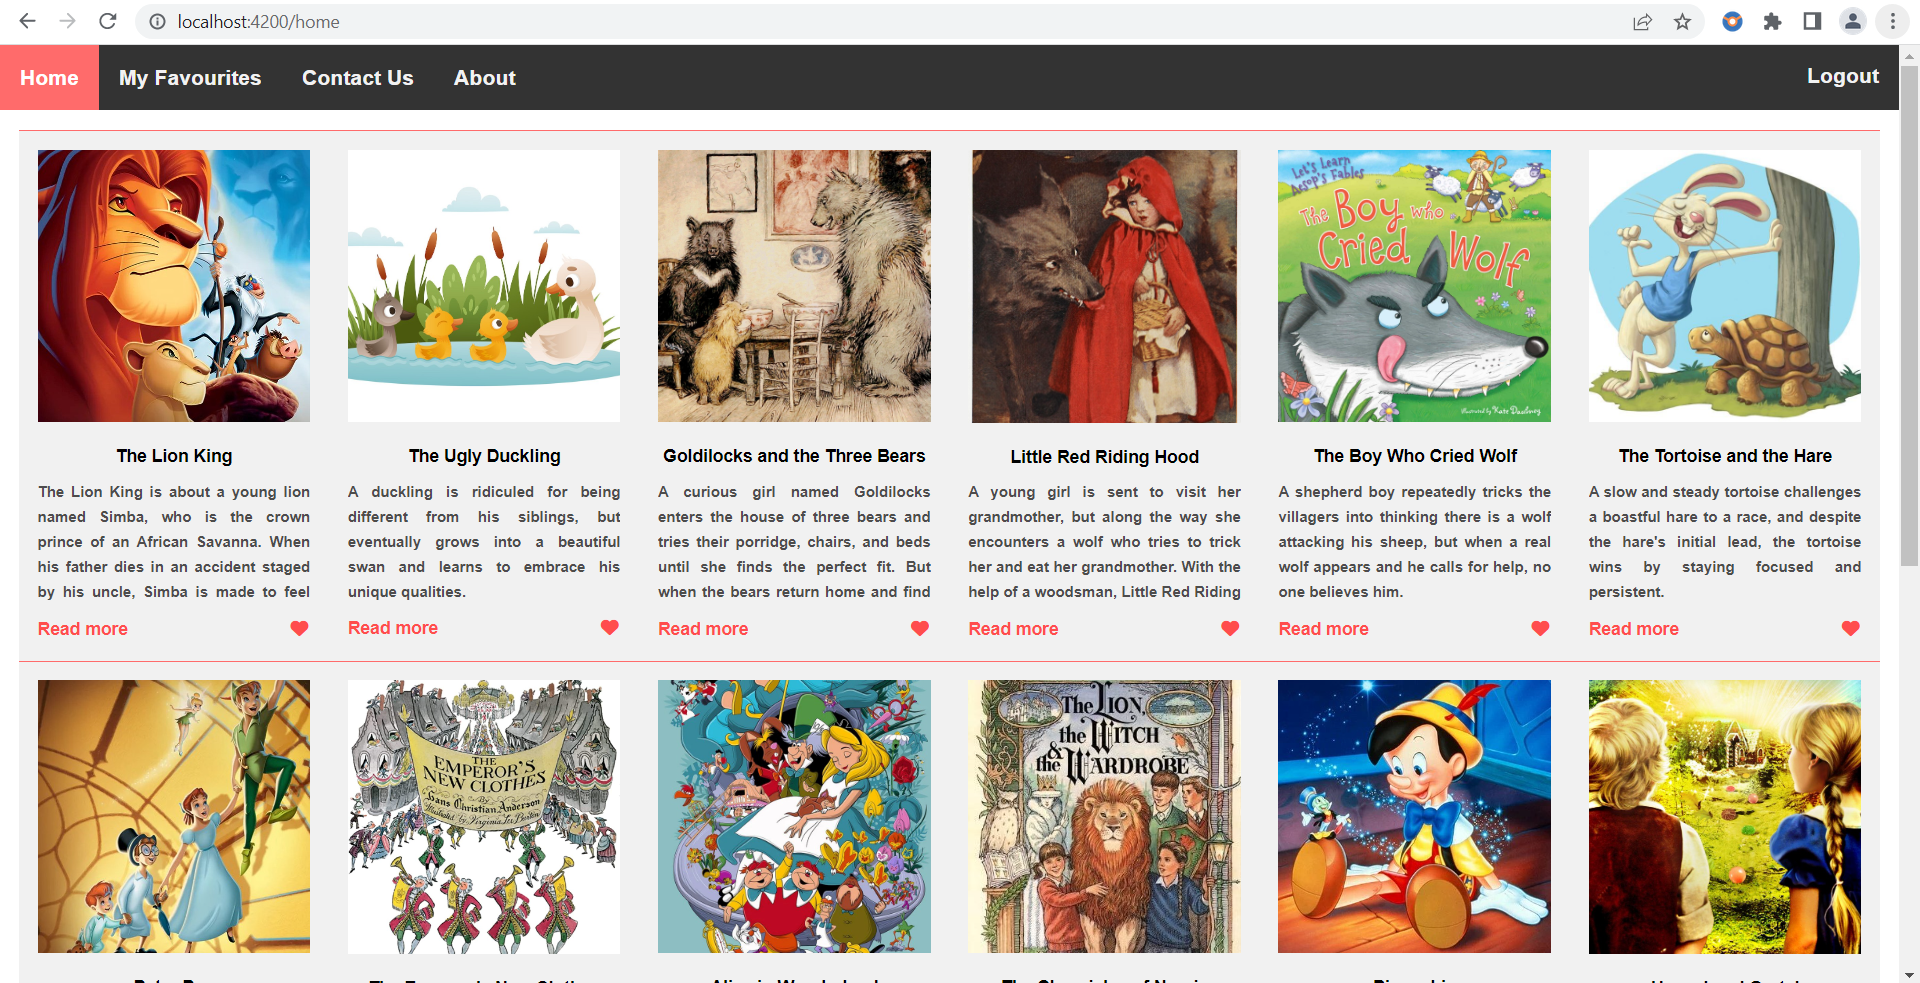 localhost:4200/home
Home My Favourites Contact Us About Logout
Let's Learn
Aesop's Fables
The Boy who
Cried Wolf
illustrated by Kate Daubney
The Lion King
The Lion King is about a young lion
named Simba, who is the crown
prince of an African Savanna. When
his father dies in an accident staged
by his uncle, Simba is made to feel
Read more
The Ugly Duckling
A duckling is ridiculed for being
different from his siblings, but
eventually grows into a beautiful
swan and learns to embrace his
unique qualities.
Read more
Goldilocks and the Three Bears
A curious girl named Goldilocks
enters the house of three bears and
tries their porridge, chairs, and beds
until she finds the perfect fit. But
when the bears return home and find
Read more
Little Red Riding Hood
A young girl is sent to visit her
grandmother, but along the way she
encounters a wolf who tries to trick
her and eat her grandmother. With the
help of a woodsman, Little Red Riding
Read more
The Boy Who Cried Wolf
A shepherd boy repeatedly tricks the
villagers into thinking there is a wolf
attacking his sheep, but when a real
wolf appears and he calls for help, no
one believes him.
Read more
The Tortoise and the Hare
A slow and steady tortoise challenges
a boastful hare to a race, and despite
the hare's initial lead, the tortoise
wins by staying focused and
persistent.
Read more
THE
EMPEROR'S
NEW CLOTHES
By
Hans Christian Anderson
Illustrated by Virginia Lee Burton
The Lion,
the Witch
& the Wardrobe